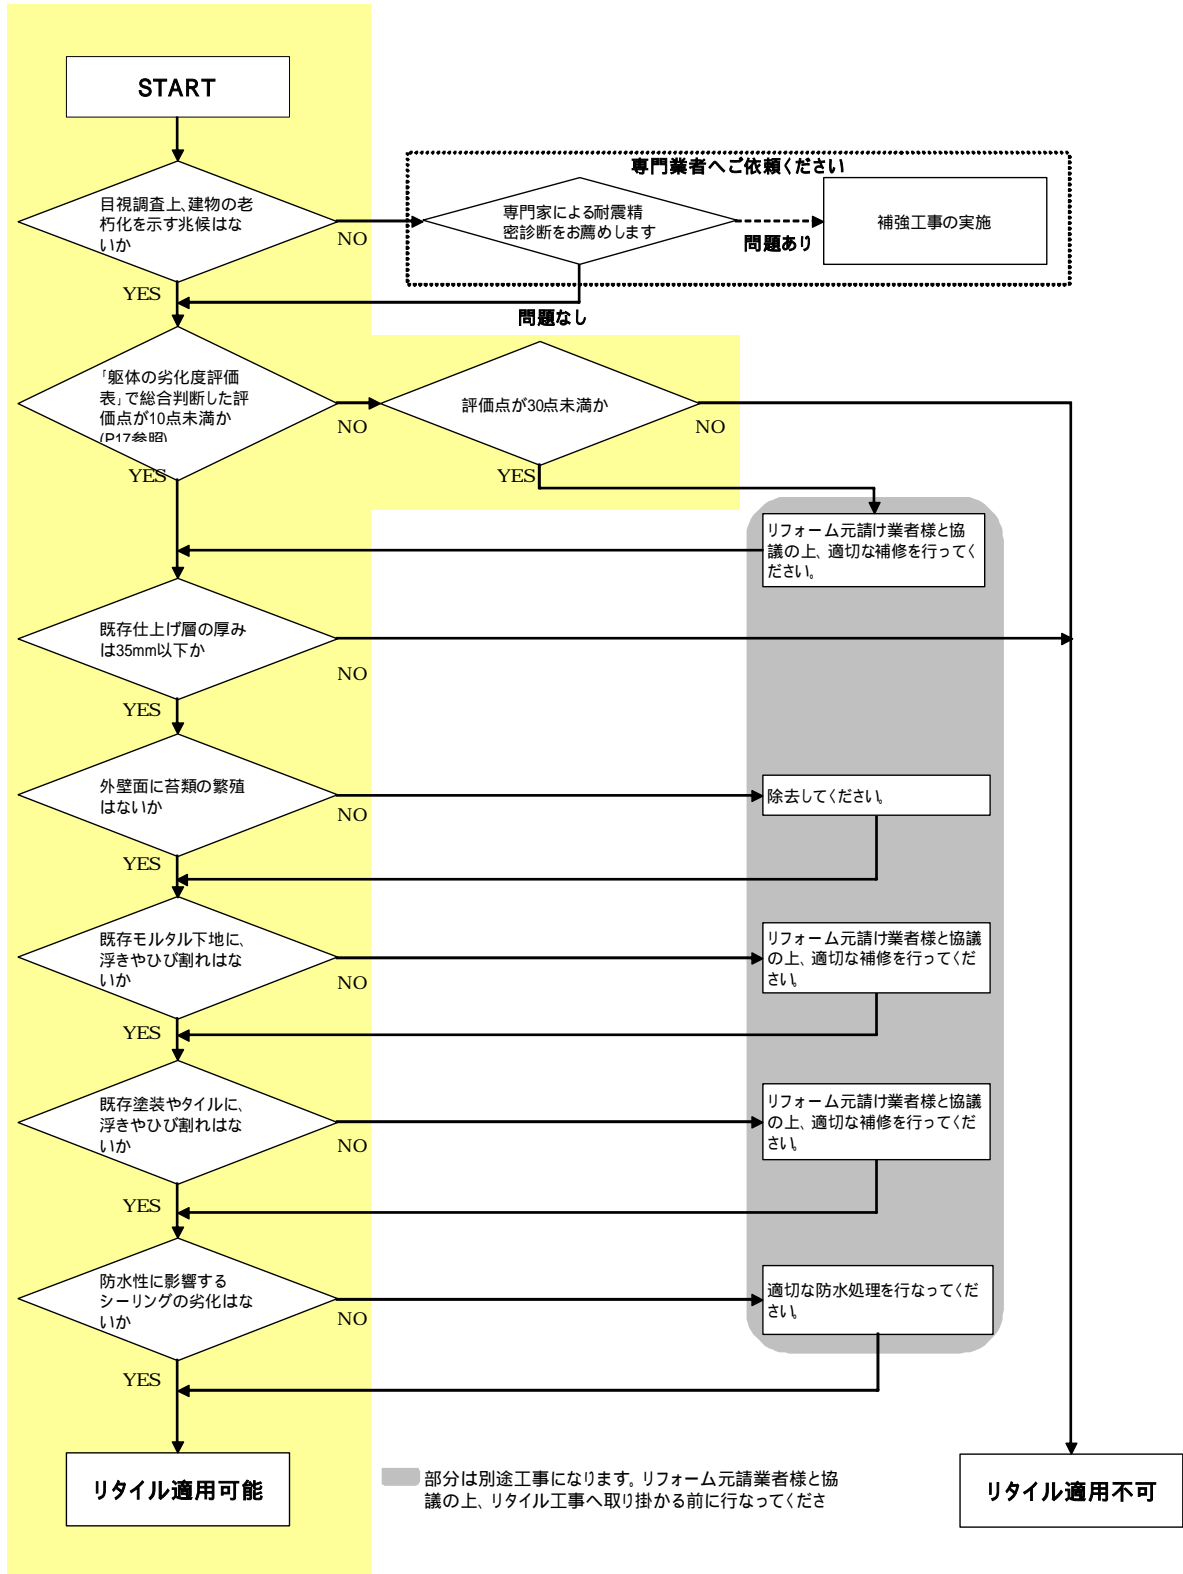 START
専門業者へご依頼ください
目視調査上、建物の老
朽化を示す兆候はな
いか
NO
専門家による耐震精
密診断をお薦めします
問題あり
補強工事の実施
YES
問題なし
「躯体の劣化度評価
表」で総合判断した評
価点が10点未満か
(P17参照)
NO
評価点が30点未満か
NO
YES
YES
リフォーム元請け業者様と協
議の上、適切な補修を行ってく
ださい。
既存仕上げ層の厚み
は35mm以下か
NO
YES
外壁面に苔類の繁殖
はないか
NO
除去してください。
YES
既存モルタル下地に、
浮きやひび割れはな
いか
NO
リフォーム元請け業者様と協議
の上、適切な補修を行ってくだ
さい。
YES
既存塗装やタイルに、
浮きやひび割れはな
いか
NO
リフォーム元請け業者様と協議
の上、適切な補修を行ってくだ
さい。
YES
防水性に影響する
シーリングの劣化はな
いか
NO
適切な防水処理を行なってくだ
さい。
YES
リタイル適用可能
部分は別途工事になります。リフォーム元請業者様と協
議の上、リタイル工事へ取り掛かる前に行なってくださ
リタイル適用不可